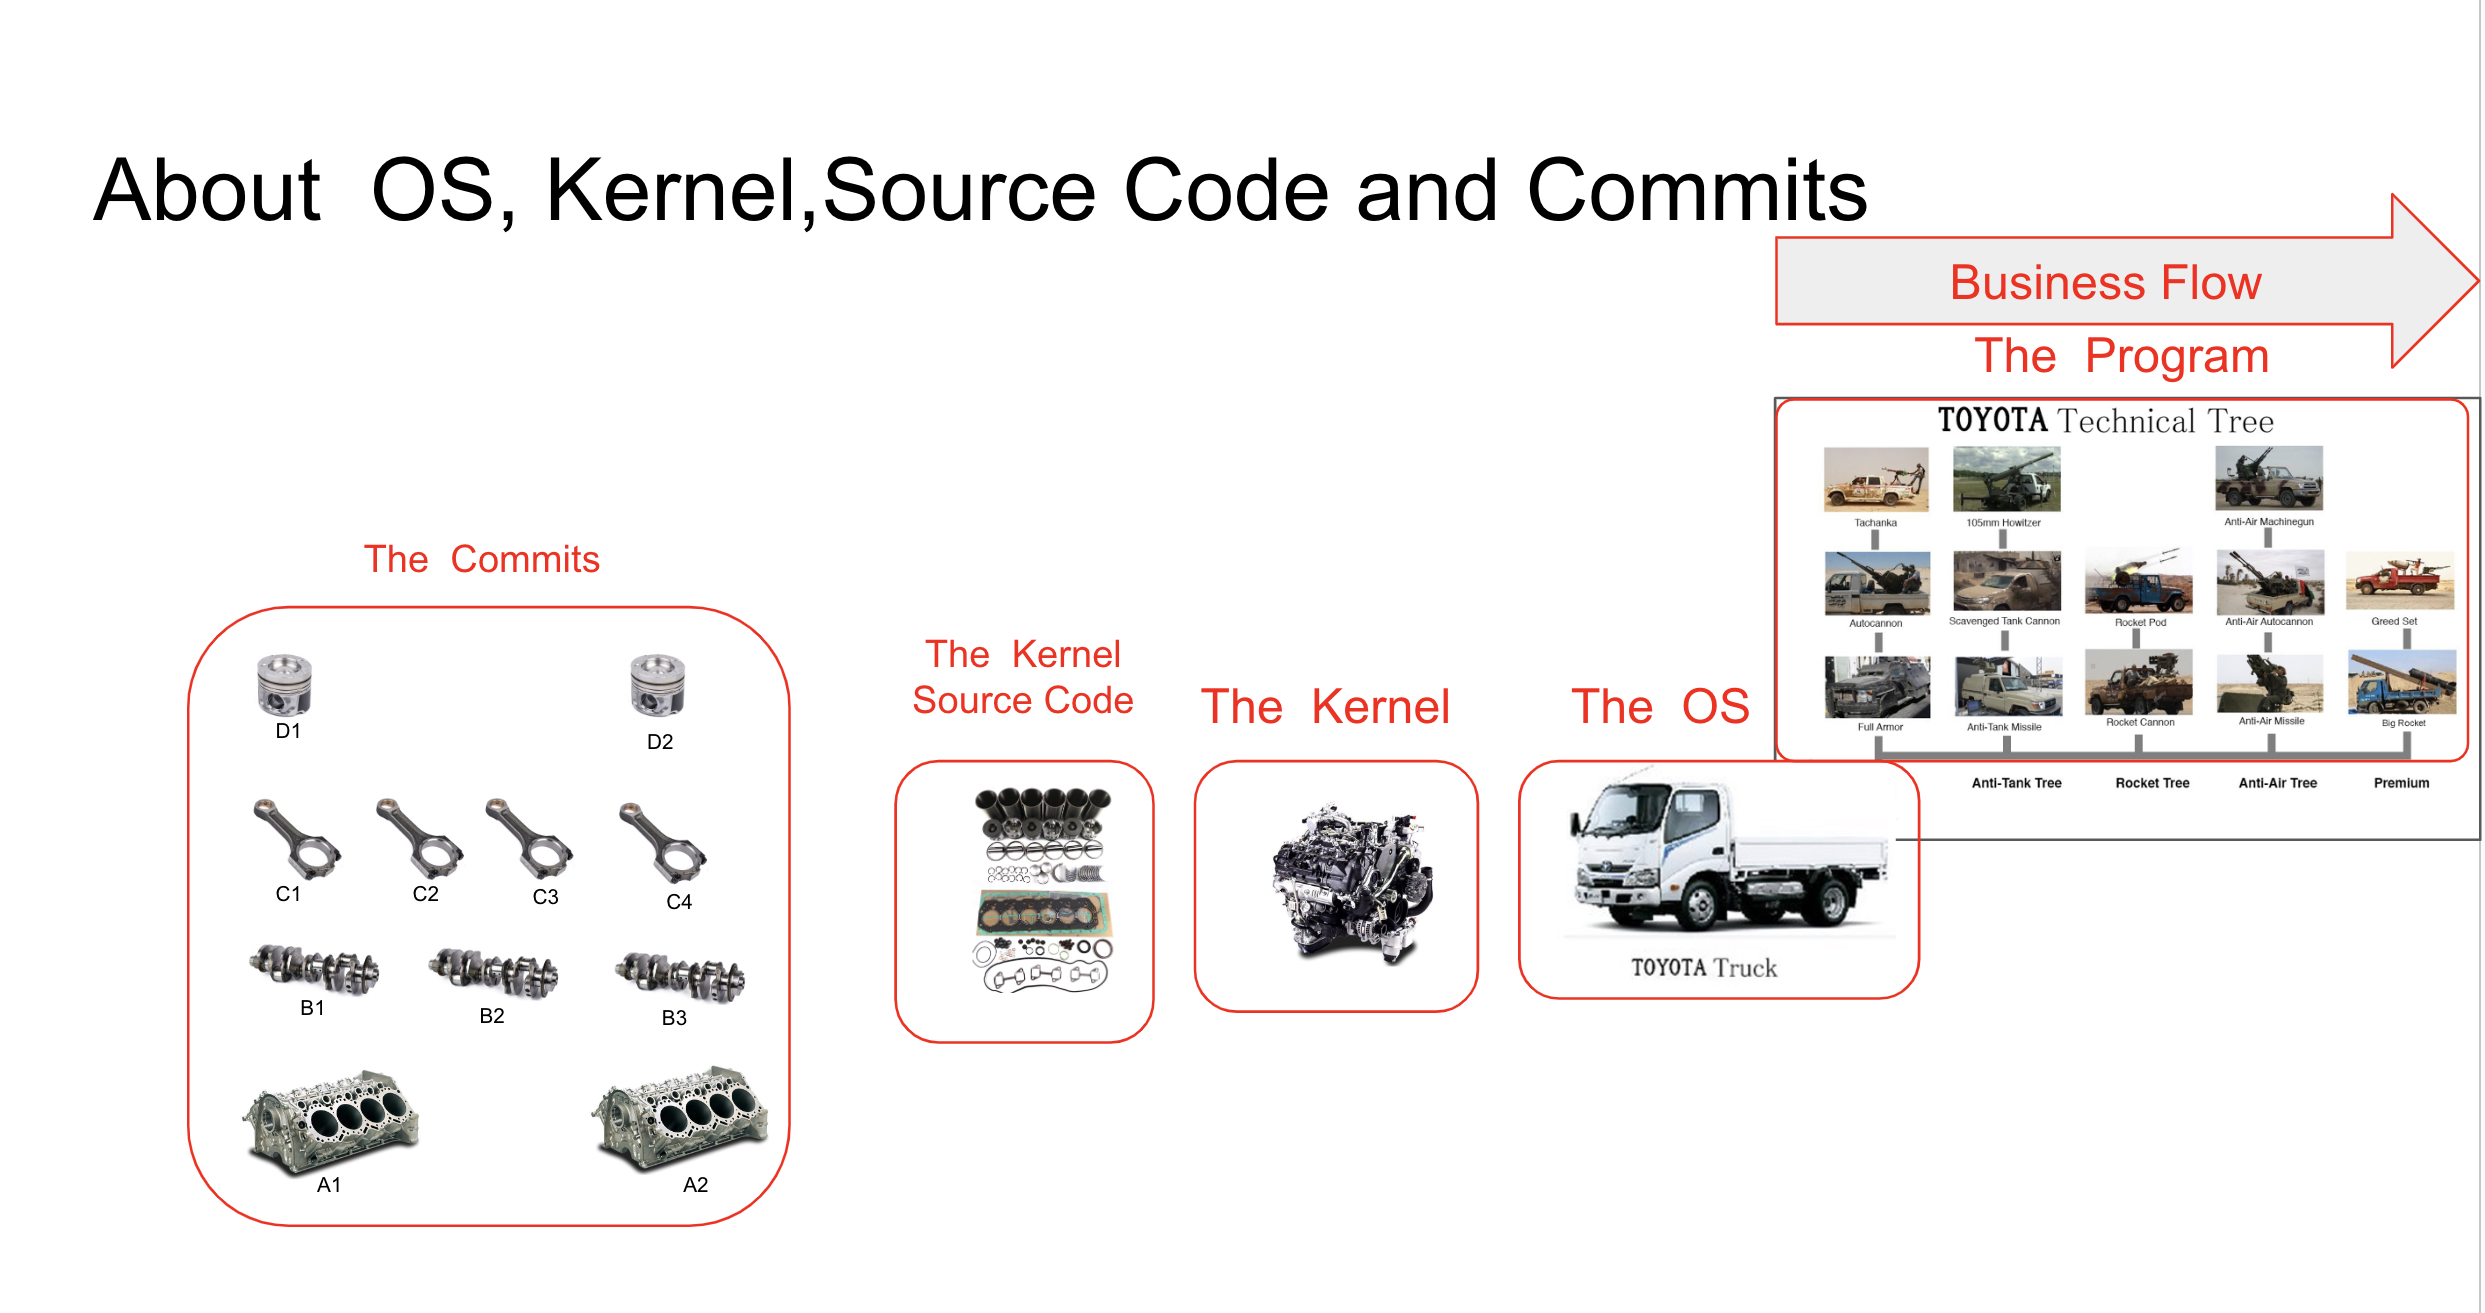 About  OS, Kernel,Source Code and Commits
Business Flow
The  Program
TOYOTA Technical Tree
Tachanka
105mm Howitzer
Anti-Air Machinegun
Autocannon
Scavenged Tank Cannon
Rocket Pod
Anti-Air Autocannon
Greed Set
Full Armor
Anti-Tank Missile
Rocket Cannon
Anti-Air Missile
Big Rocket
Anti-Tank Tree
Rocket Tree
Anti-Air Tree
Premium
The  Commits
D1
D2
C1
C2
C3
C4
B1
B2
B3
A1
A2
The  Kernel
Source Code
The  Kernel
The  OS
TOYOTA Truck